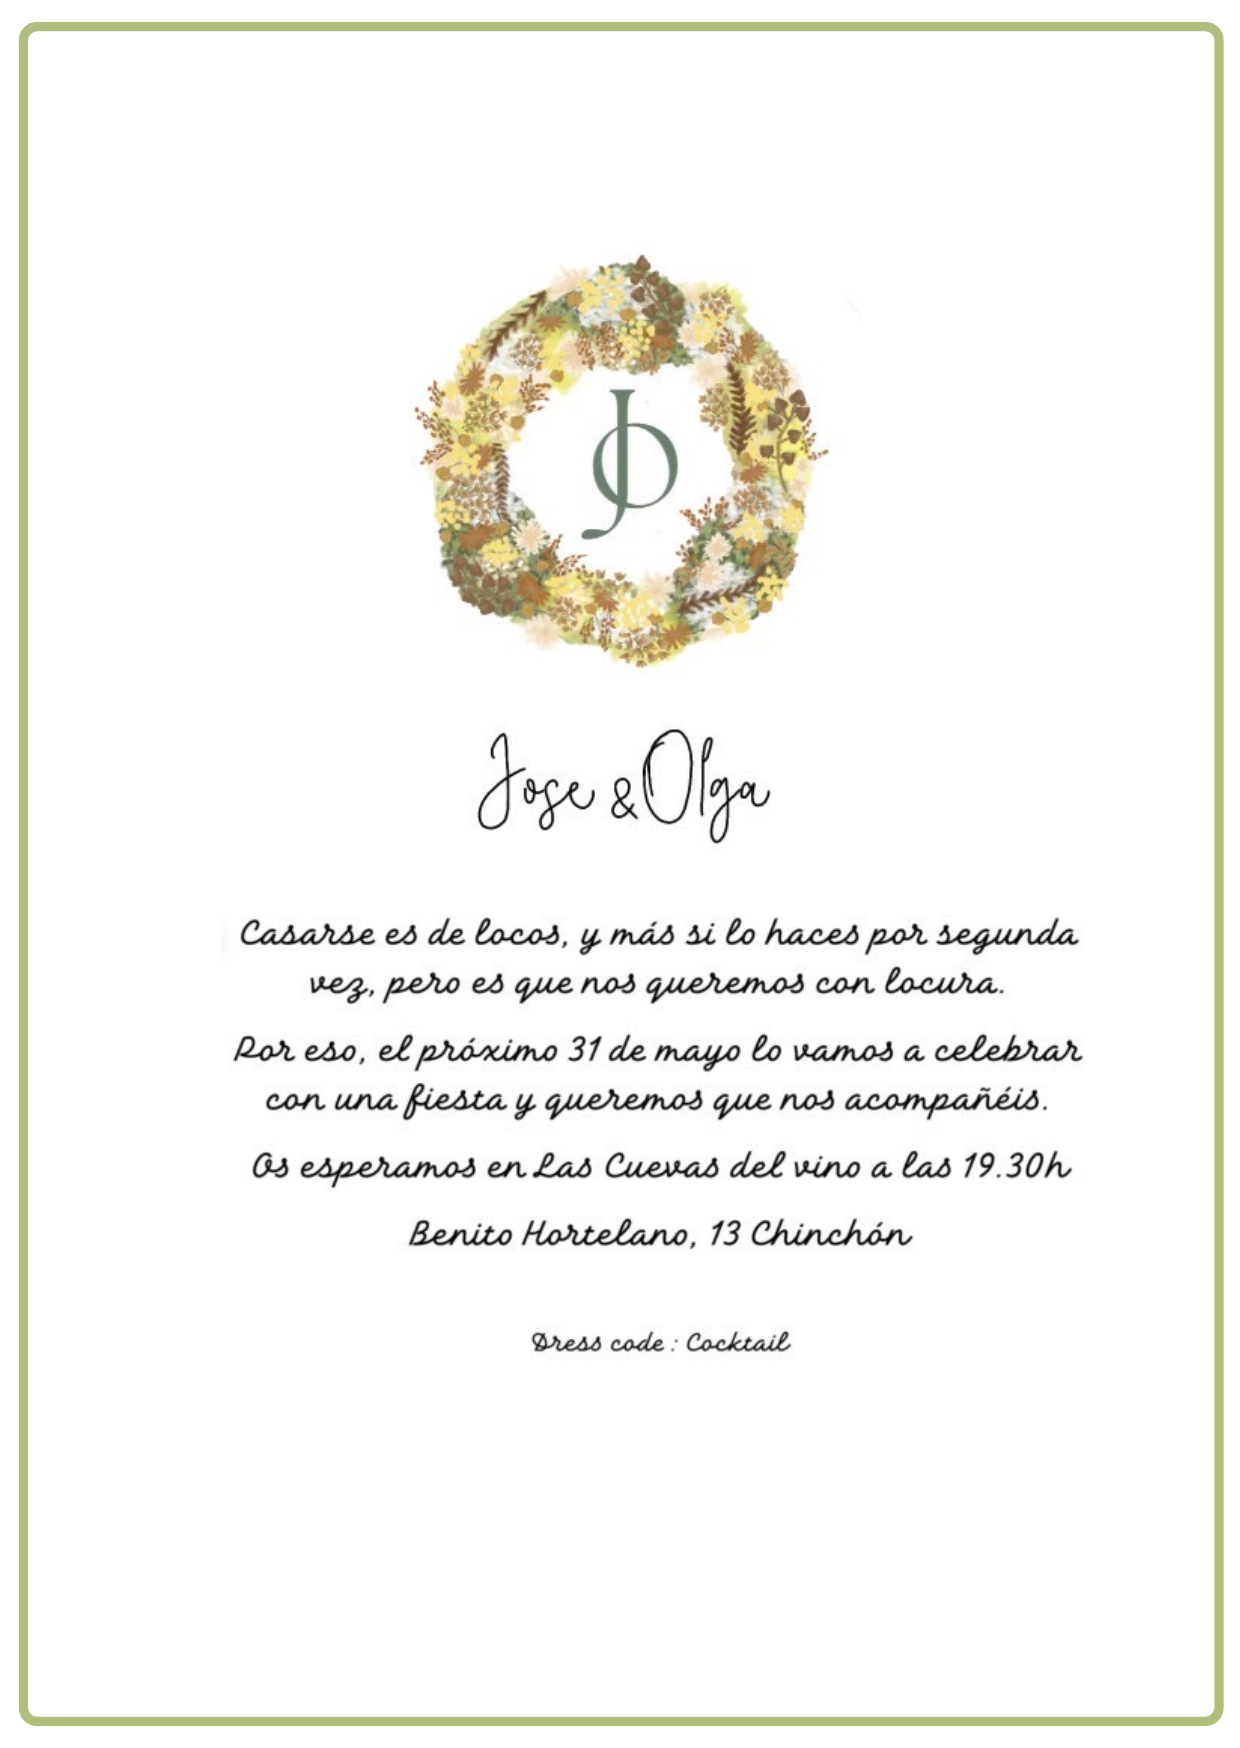 JO
Jose & Olga
Casarse es de locos, y más si lo haces por segunda
vez, pero es que nos queremos con locura.
Por eso, el próximo 31 de mayo lo vamos a celebrar
con una fiesta y queremos que nos acompañéis.
Os esperamos en Las Cuevas del vino a las 19.30h
Benito Hortelano, 13 Chinchón
Dress code : Cocktail